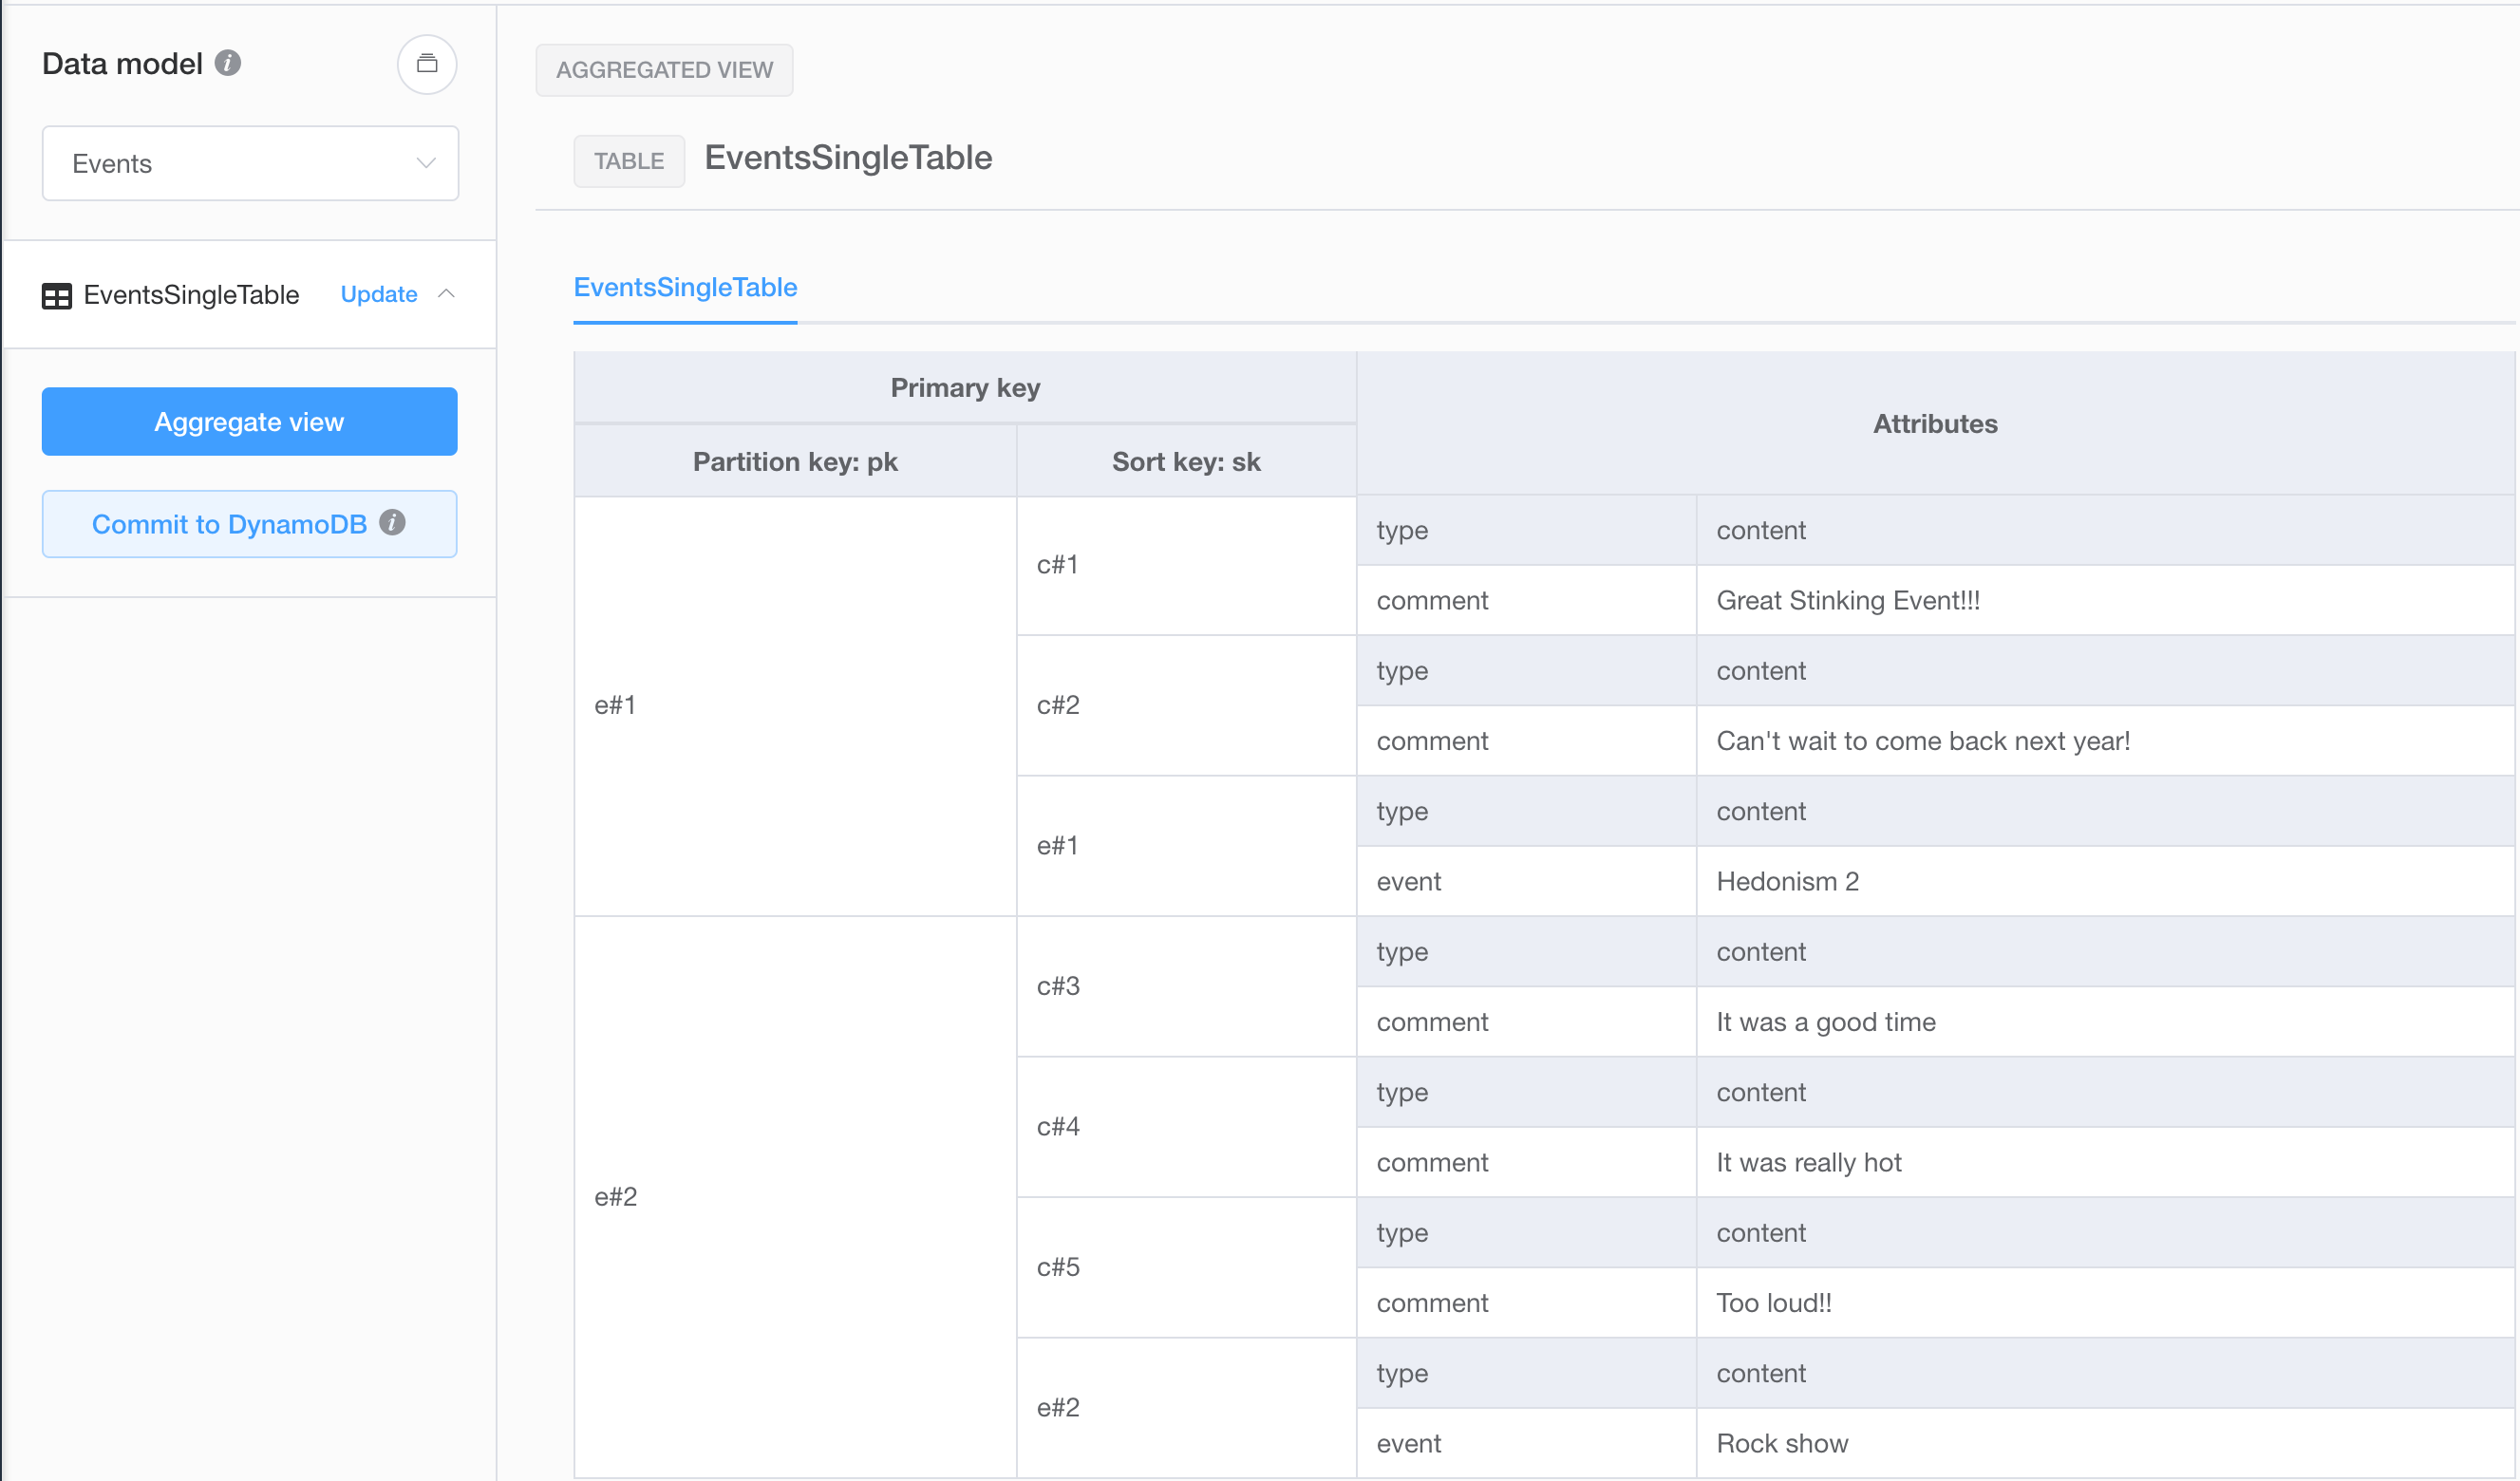 Data model
Events
EventsSingleTable Update
Aggregate view
Commit to DynamoDB
AGGREGATED VIEW
TABLE EventsSingleTable
EventsSingleTable
Primary key
Attributes
Partition key: pk
Sort key: sk
e#1
c#1
type content
comment Great Stinking Event!!!
c#2
type content
comment Can't wait to come back next year!
e#1
type content
event Hedonism 2
e#2
c#3
type content
comment It was a good time
c#4
type content
comment It was really hot
c#5
type content
comment Too loud!!
e#2
type content
event Rock show